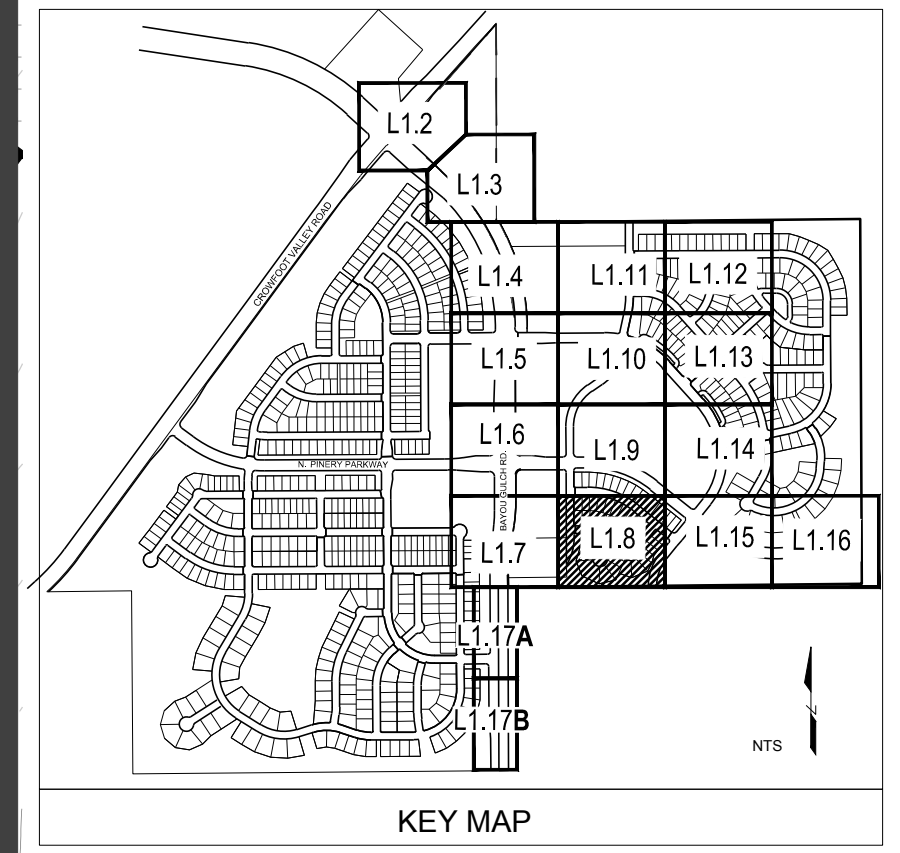 L1.2
L1.3
CROWFOOT VALLEY ROAD
L1.4
L1.11
L1.12
L1.5
L1.10
L1.13
L1.6
L1.9
L1.14
N. PINERY PARKWAY
BAYOU GULCH RD.
L1.7
L1.8
L1.15
L1.16
L1.17A
L1.17B
N
NTS
KEY MAP